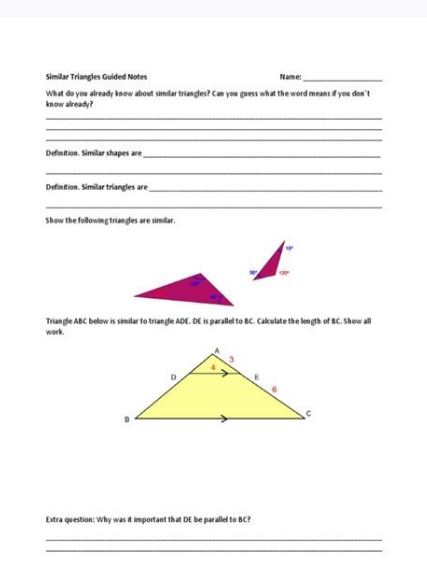 Similar Triangles Guided Notes Name:
What do you already know about similar triangles? Can you guess what the word means if you don't
know already?
Definition. Similar shapes are
Definition. Similar triangles are
Show the following triangles are similar.
Triangle ABC below is similar to triangle ADE. DE is parallel to BC. Calculate the length of BC. Show all
work.
A
3
4
D
E
6
B
C
Extra question: Why was it important that DE be parallel to BC?